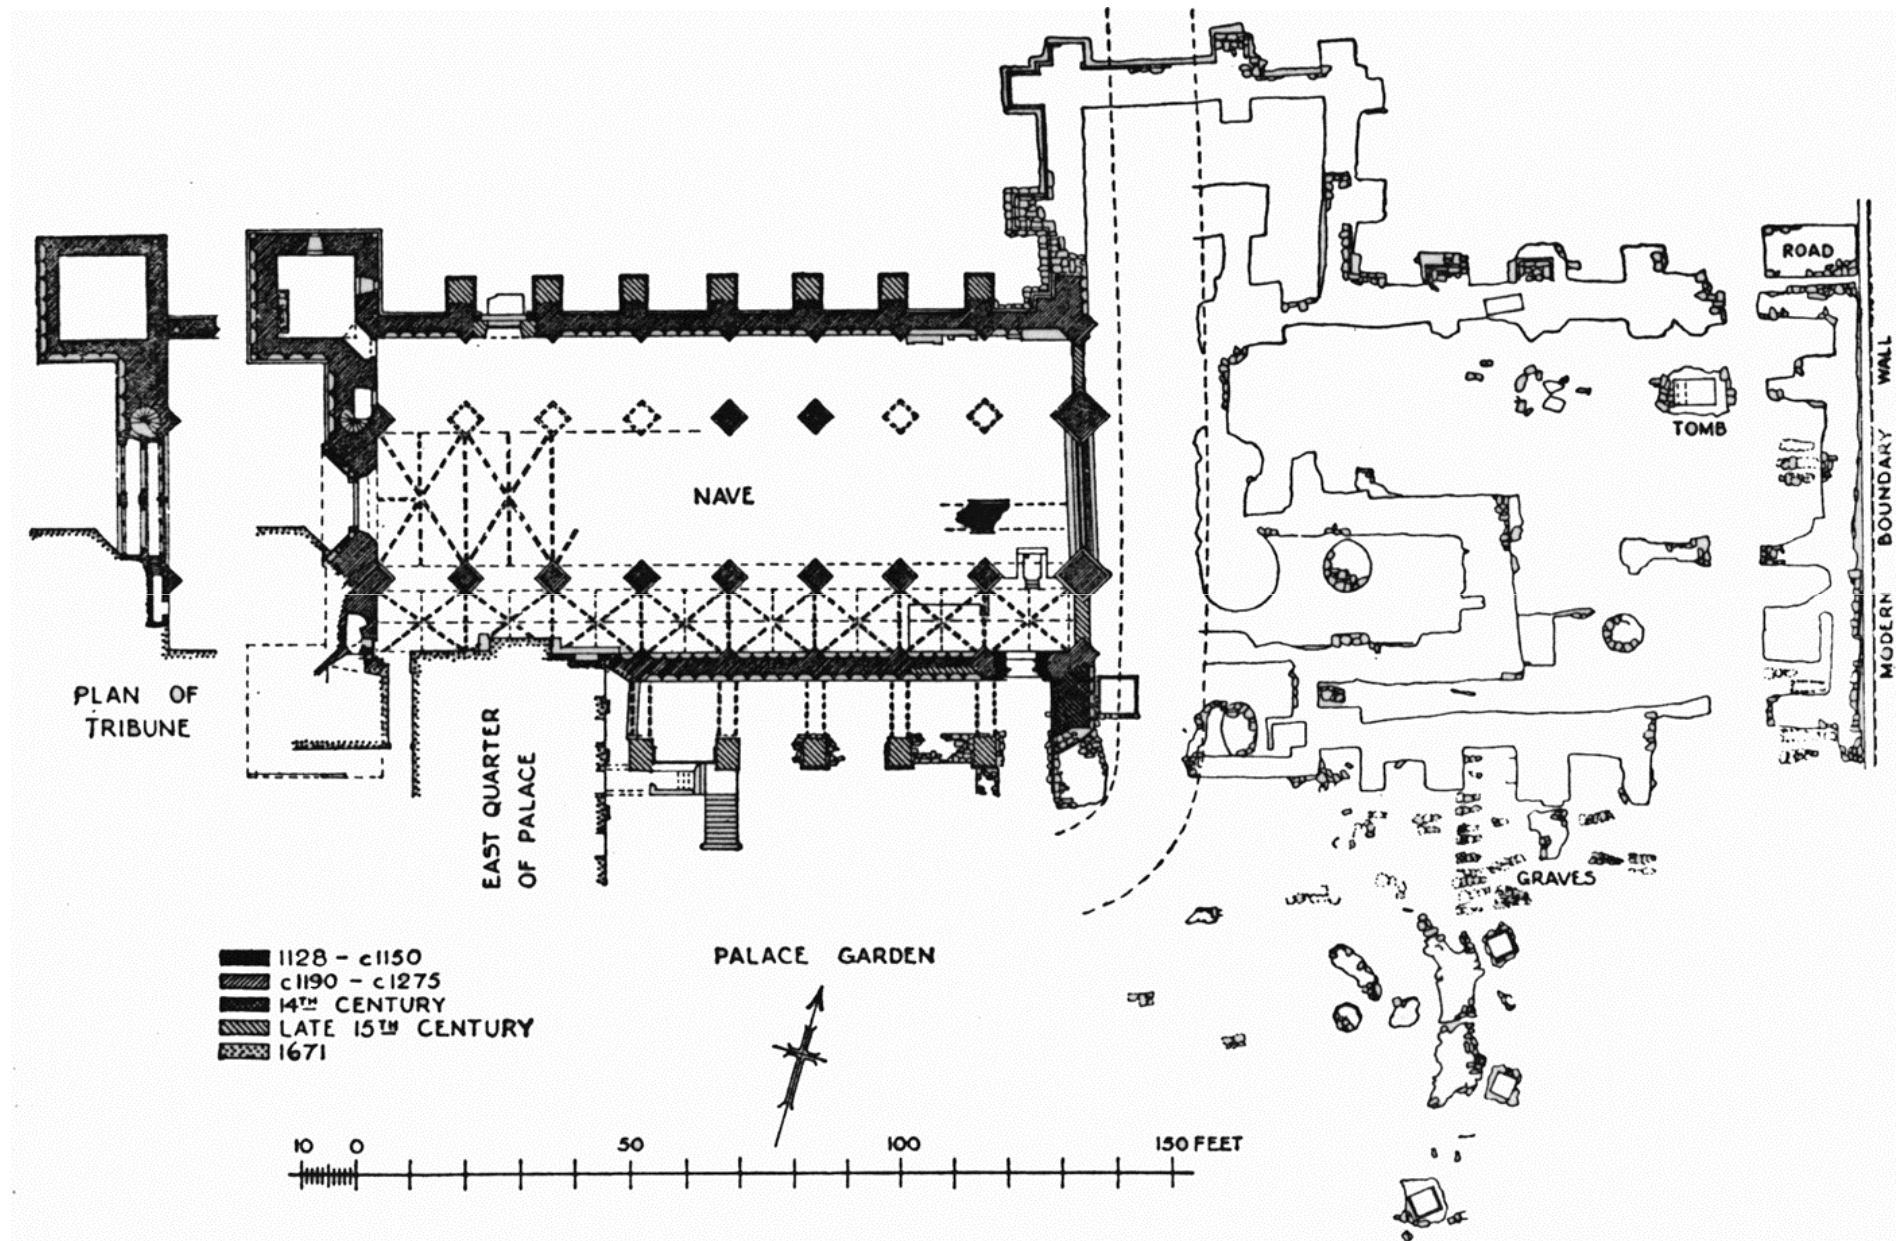 ROAD
TOMB
MODERN BOUNDARY WALL
NAVE
PLAN OF
TRIBUNE
EAST QUARTER
OF PALACE
GRAVES
PALACE GARDEN
1128 - c1150
c1190 - c1275
14TH CENTURY
LATE 15TH CENTURY
1671
10 0 50 100 150 FEET